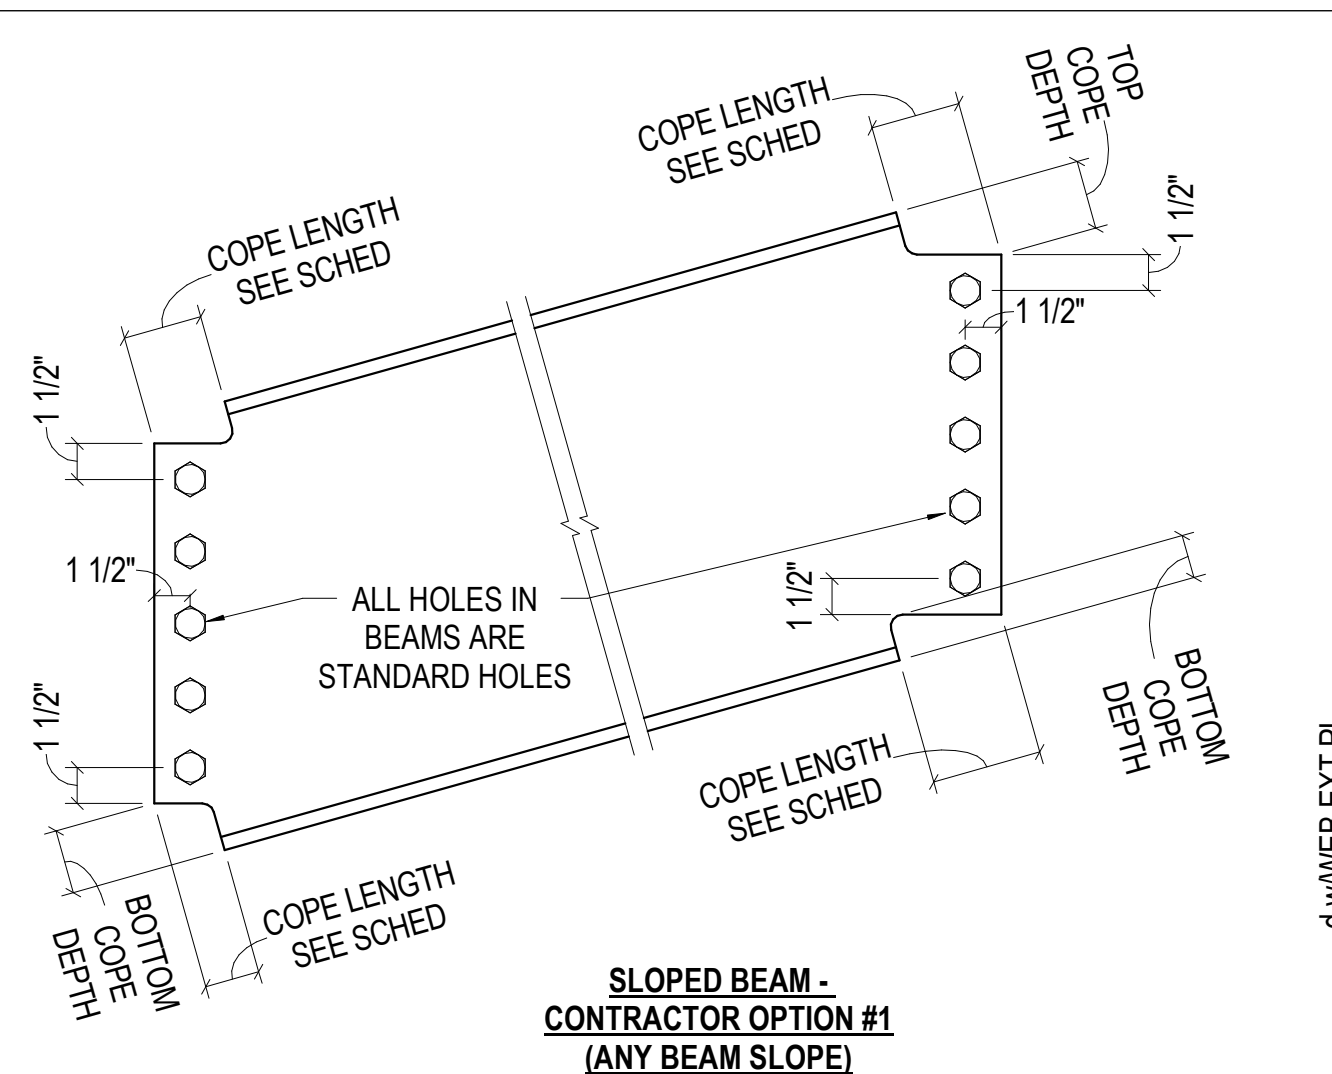 TOP
COPE
DEPTH
COPE LENGTH
SEE SCHED
1 1/2"
COPE LENGTH
SEE SCHED
1 1/2"
1 1/2"
1 1/2"
ALL HOLES IN
BEAMS ARE
STANDARD HOLES
1 1/2"
1 1/2"
BOTTOM
COPE
DEPTH
COPE LENGTH
SEE SCHED
COPE LENGTH
SEE SCHED
BOTTOM
COPE
DEPTH
SLOPED BEAM -
CONTRACTOR OPTION #1
(ANY BEAM SLOPE)